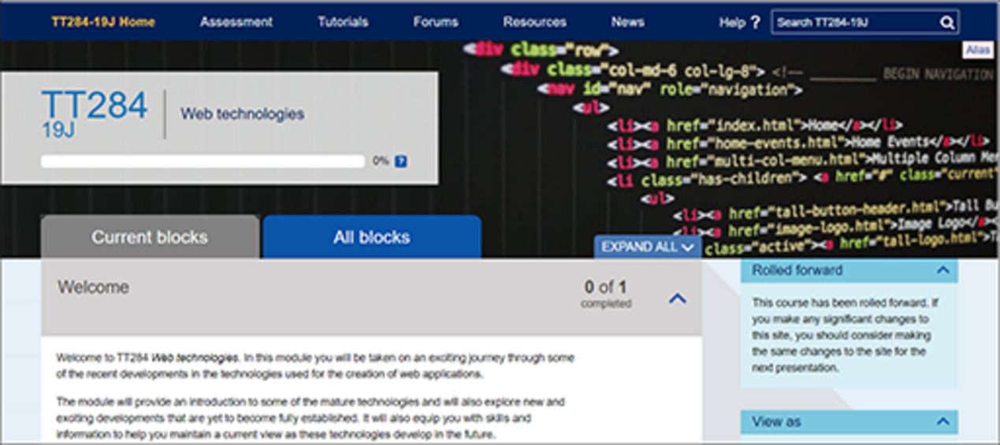 TT284-19J Home Assessment Tutorials Forums Resources News Help ? Search TT284-19J
Alias
<div class="row">
<div class="col-md-6 col-lg-8"> <!-- BEGIN NAVIGATION
<nav id="nav" role="navigation">
<ul>
<li><a href="index.html">Home</a></li>
<li><a href="home-events.html">Home Events</a></li>
<li><a href="multi-col-menu.html">Multiple Column Men
<li class="has-children"> <a href="#" class="current"
<ul>
<li><a href="tall-button-header.html">Tall Bu
<li><a href="image-logo.html">Image Logo</a>
class="active"><a href="tall-logo.html">T
TT284
19J
Web technologies
0% ?
Current blocks All blocks
EXPAND ALL
Welcome
0 of 1
completed
Welcome to TT284 Web technologies. In this module you will be taken on an exciting journey through some
of the recent developments in the technologies used for the creation of web applications.
The module will provide an introduction to some of the mature technologies and will also explore new and
exciting developments that are yet to become fully established. It will also equip you with skills and
information to help you maintain a current view as these technologies develop in the future.
Rolled forward
This course has been rolled forward. If
you make any significant changes to
this site, you should consider making
the same changes to the site for the
next presentation.
View as